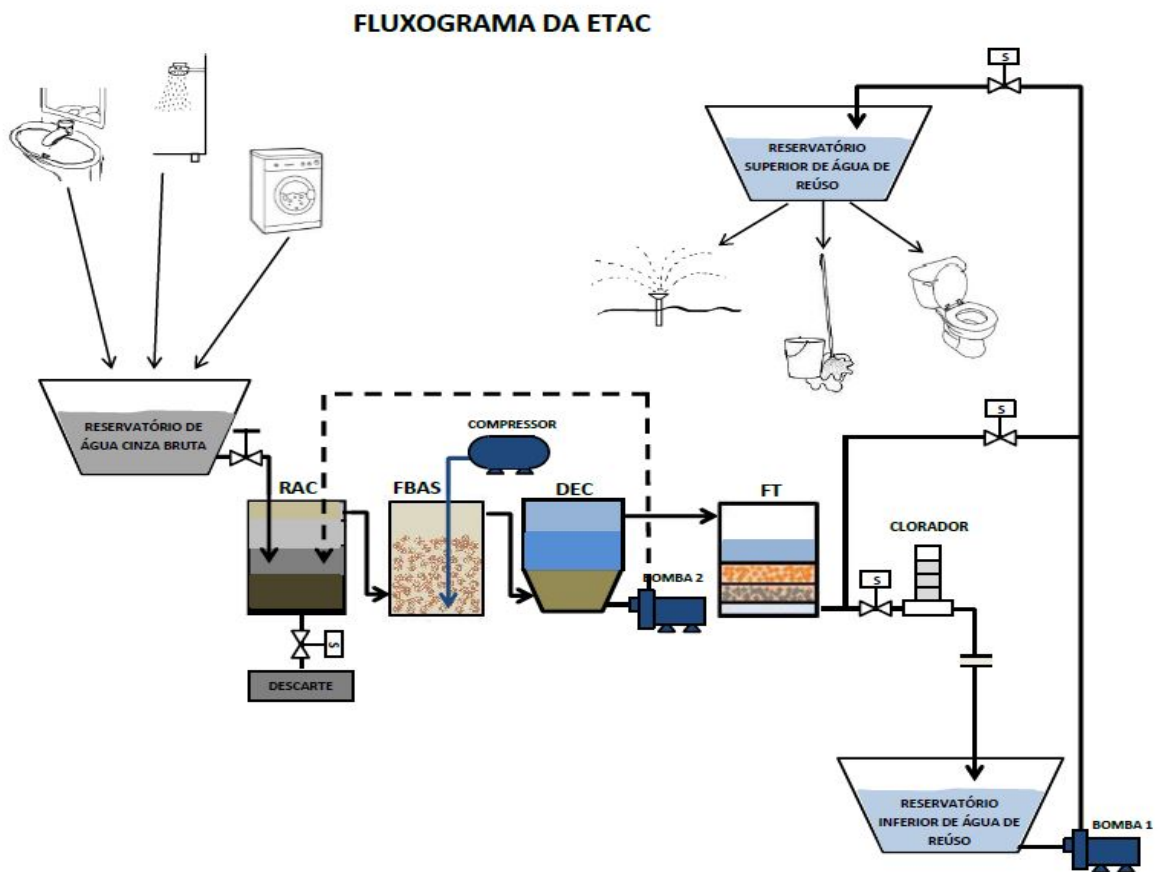 FLUXOGRAMA DA ETAC
S
RESERVATÓRIO
SUPERIOR DE ÁGUA DE
REÚSO
RESERVATÓRIO DE
ÁGUA CINZA BRUTA
COMPRESSOR
S
RAC
FBAS
DEC
FT
CLORADOR
BOMBA 2
S
S
DESCARTE
RESERVATÓRIO
INFERIOR DE ÁGUA DE
REÚSO
BOMBA 1